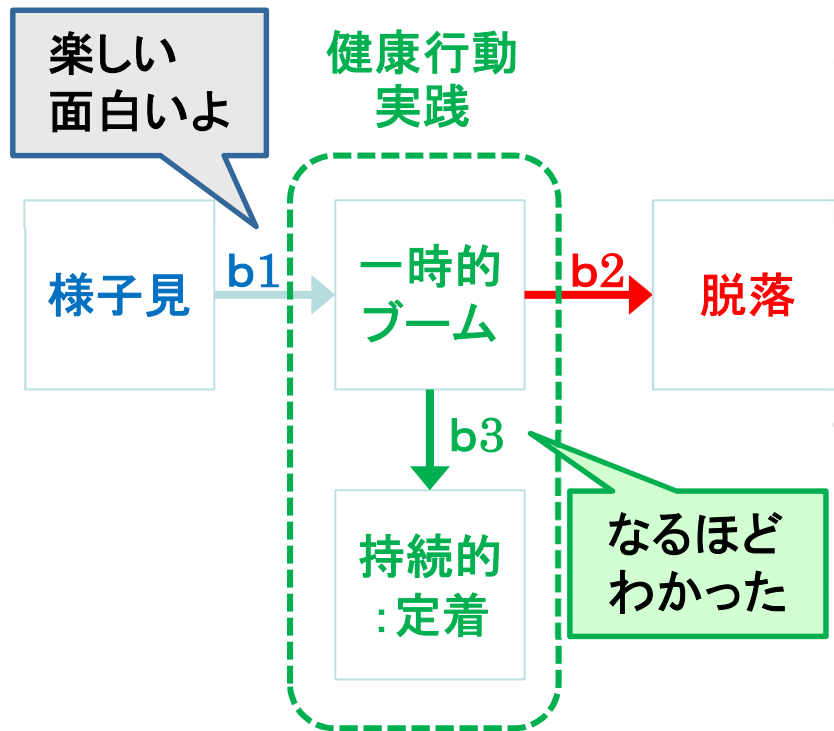 楽しい
面白いよ
健康行動
実践
様子見
b1
一時的
ブーム
b2
脱落
b3
持続的
:定着
なるほど
わかった